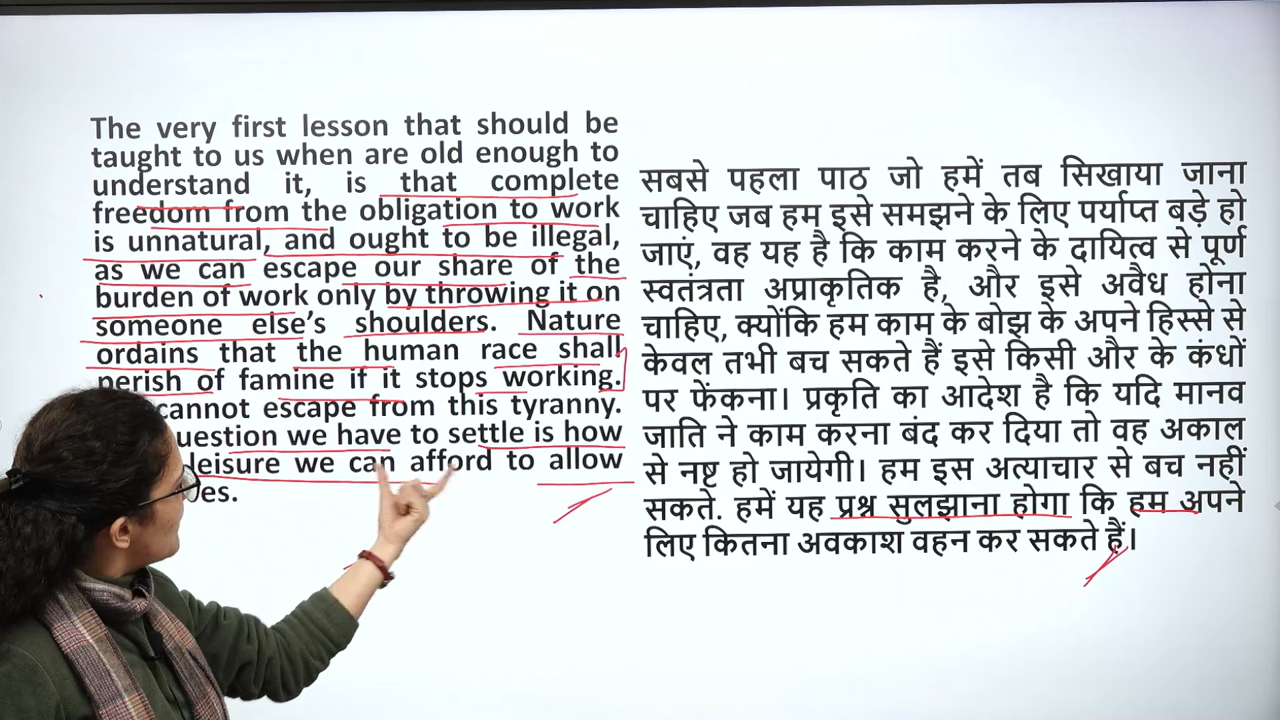 The very first lesson that should be
taught to us when are old enough to
understand it, is that complete
freedom from the obligation to work
is unnatural, and ought to be illegal,
as we can escape our share of the
burden of work only by throwing it on
someone else's shoulders. Nature
ordains that the human race shall
perish of famine if it stops working.
cannot escape from this tyranny.
we have to settle is how
leisure we can afford to allow
सबसे पहला पाठ जो हमें तब सिखाया जाना
चाहिए जब हम इसे समझने के लिए पर्याप्त बड़े हो
जाएं, वह यह है कि काम करने के दायित्व से पूर्ण
स्वतंत्रता अप्राकृतिक है, और इसे अवैध होना
चाहिए, क्योंकि हम काम के बोझ के अपने हिस्से से
केवल तभी बच सकते हैं इसे किसी और के कंधों
पर फेंकना। प्रकृति का आदेश है कि यदि मानव
जाति ने काम करना बंद कर दिया तो वह अकाल
से नष्ट हो जायेगी। हम इस अत्याचार से बच नहीं
सकते. हमें यह प्रश्न सुलझाना होगा कि हम अपने
लिए कितना अवकाश वहन कर सकते हैं।